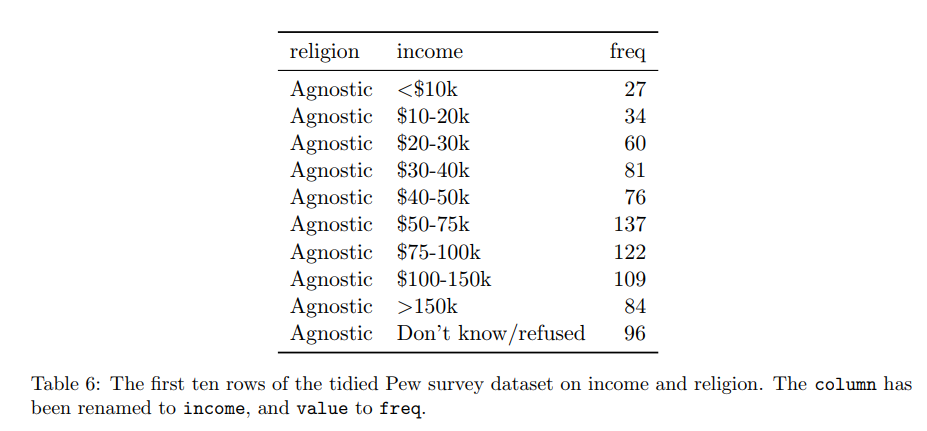 religion income freq
Agnostic <$10k 27
Agnostic $10-20k 34
Agnostic $20-30k 60
Agnostic $30-40k 81
Agnostic $40-50k 76
Agnostic $50-75k 137
Agnostic $75-100k 122
Agnostic $100-150k 109
Agnostic >150k 84
Agnostic Don't know/refused 96
Table 6: The first ten rows of the tidied Pew survey dataset on income and religion. The column has
been renamed to income, and value to freq.